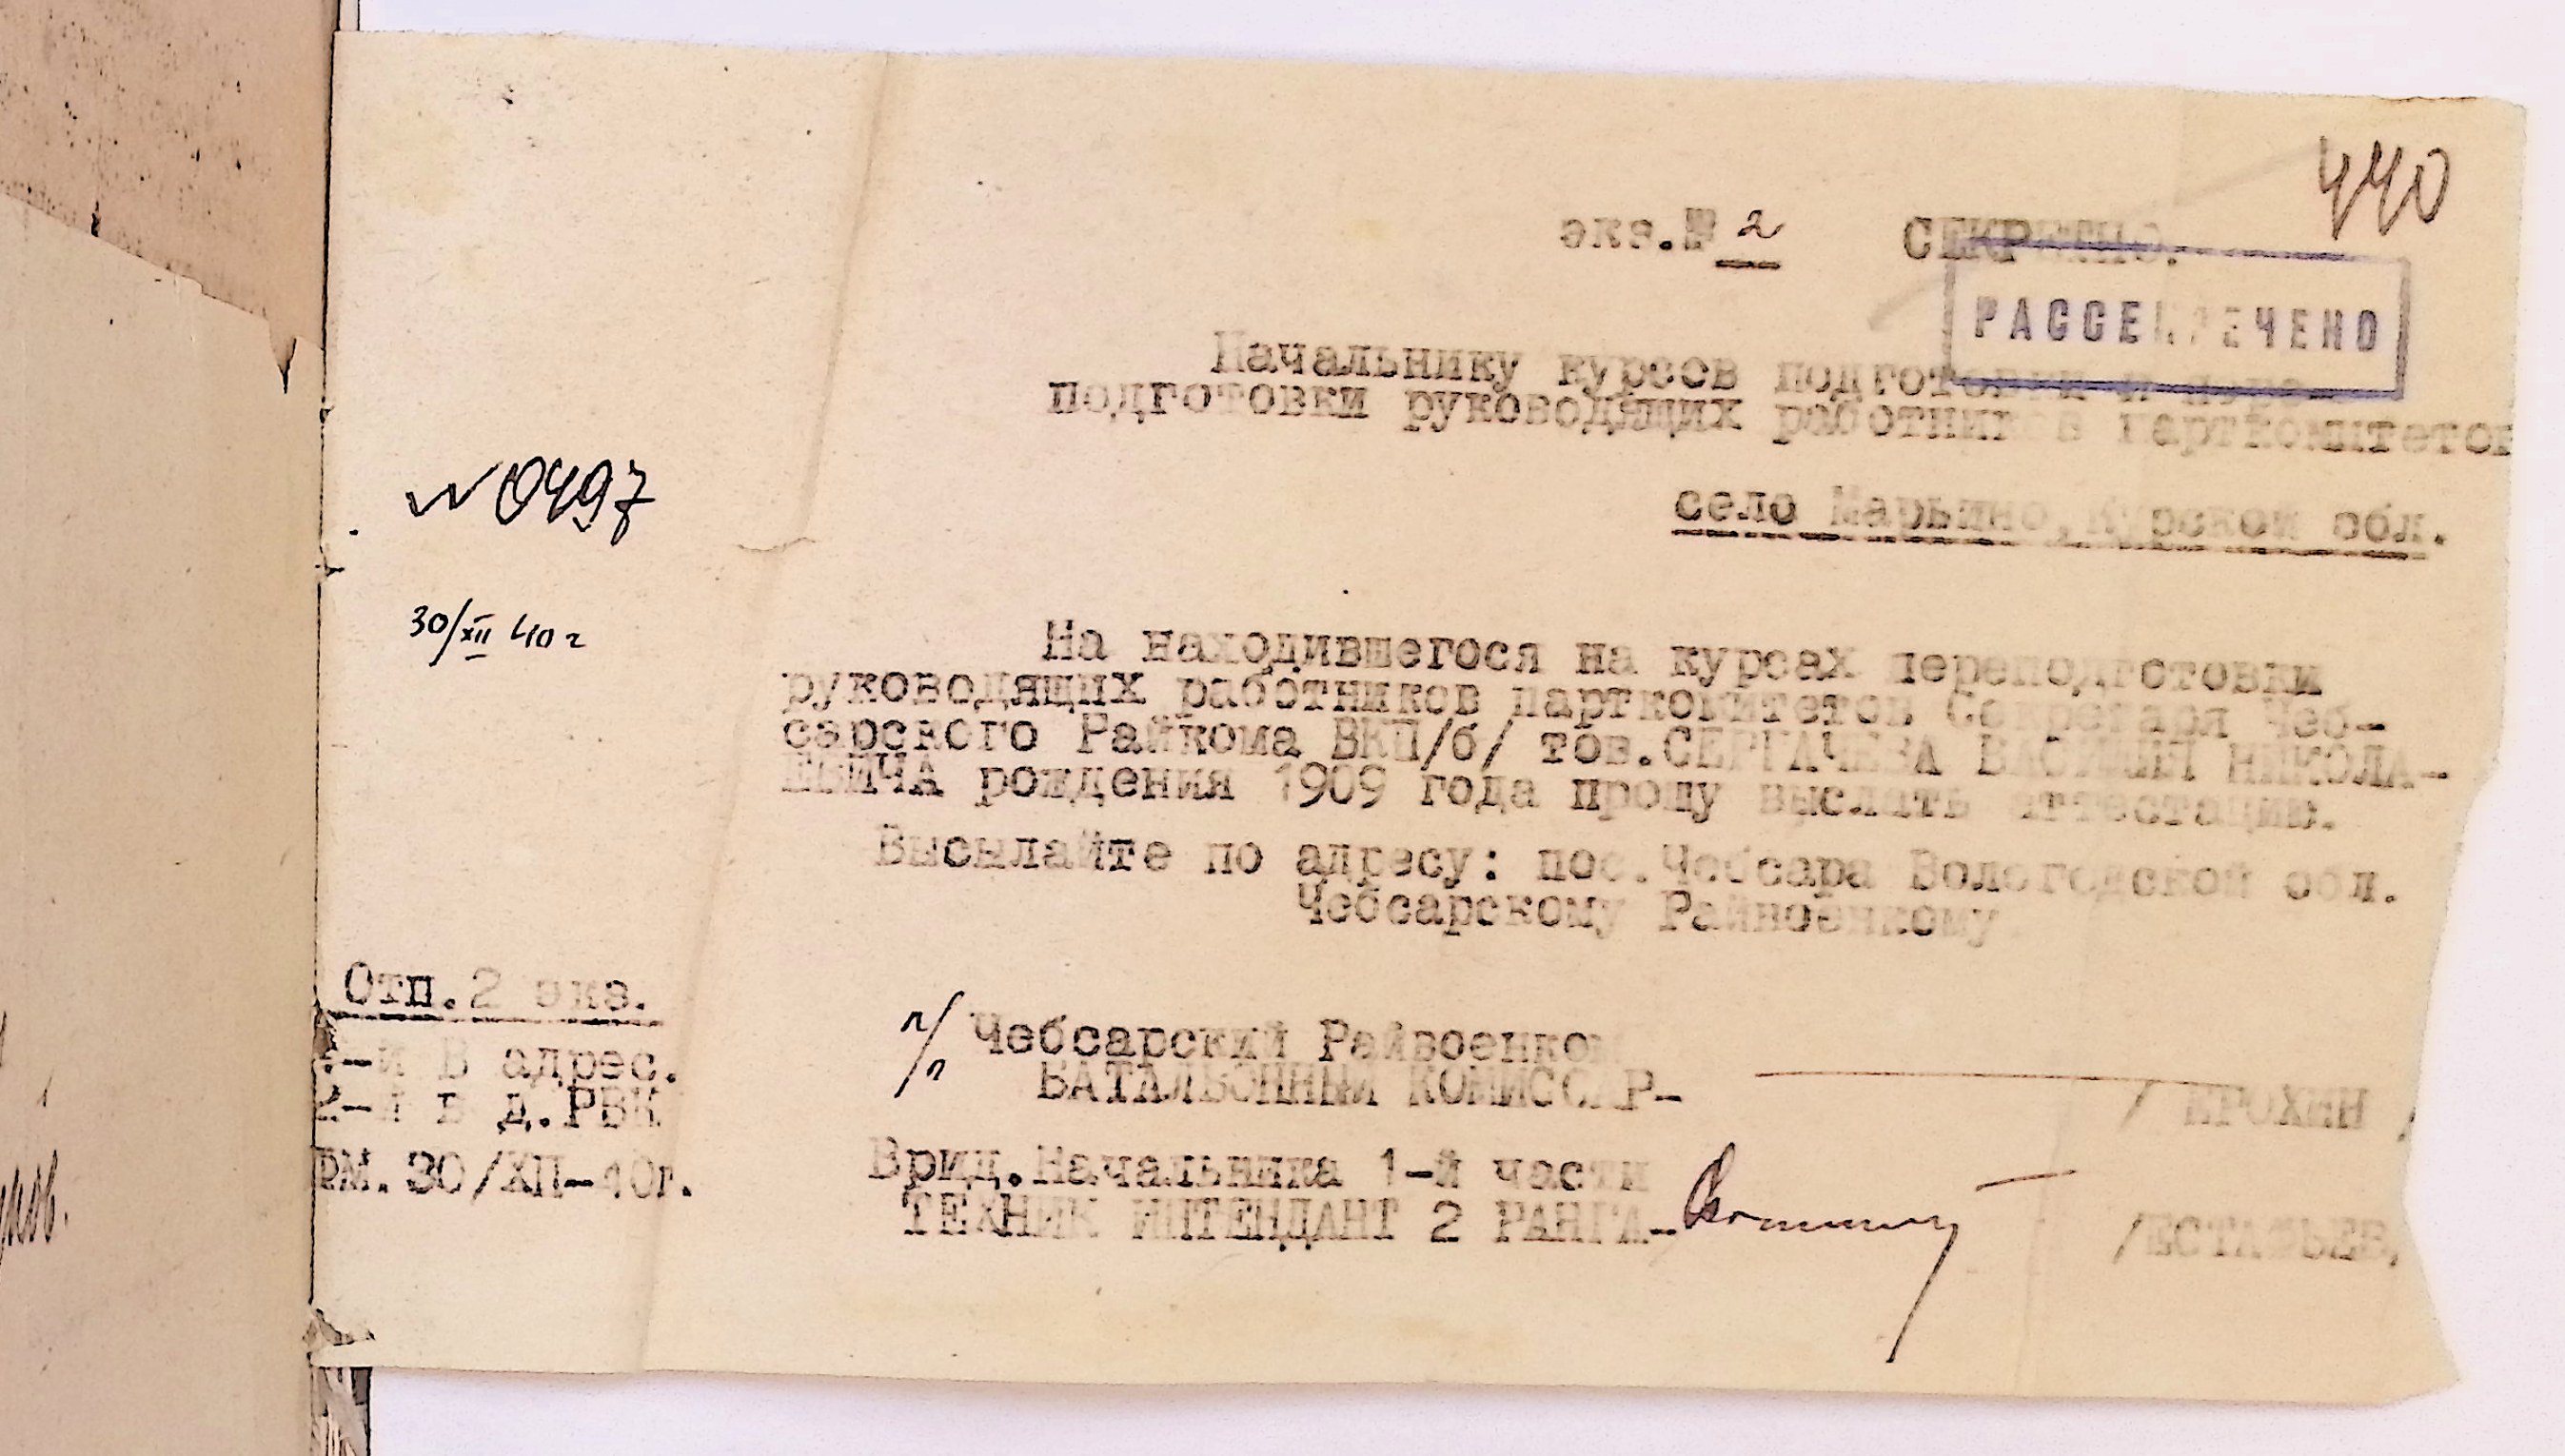 440
экз.№ 2 СЕКРЕТНО.
РАССЕКРЕЧЕНО
Начальнику курсов подготовки и пере-
подготовки руководящих работников парткомитетов
село Марьино, Курской обл.
№ 0497
30/XII 40 г
На находившегося на курсах переподготовки
руководящих работников парткомитетов Секретаря Чеб-
сарского Райкома ВКП/б/ тов.СЕРГАЧЕВА ВАСИЛИЯ НИКОЛА-
ЕВИЧА рождения 1909 года прошу выслать аттестацию.
Высылайте по адресу: пос.Чебсара Вологодской обл.
Чебсарскому Райвоенкому
Отп.2 экз.
1-й в адрес.
2-й в д.РВК
РМ.30/XII-40г.
п/п Чебсарский Райвоенком
БАТАЛЬОННЫЙ КОМИССАР- / ЕРОХИН /
Врид.Начальника 1-й части
ТЕХНИК ИНТЕНДАНТ 2 РАНГА- /ЕСТАФЬЕВ/